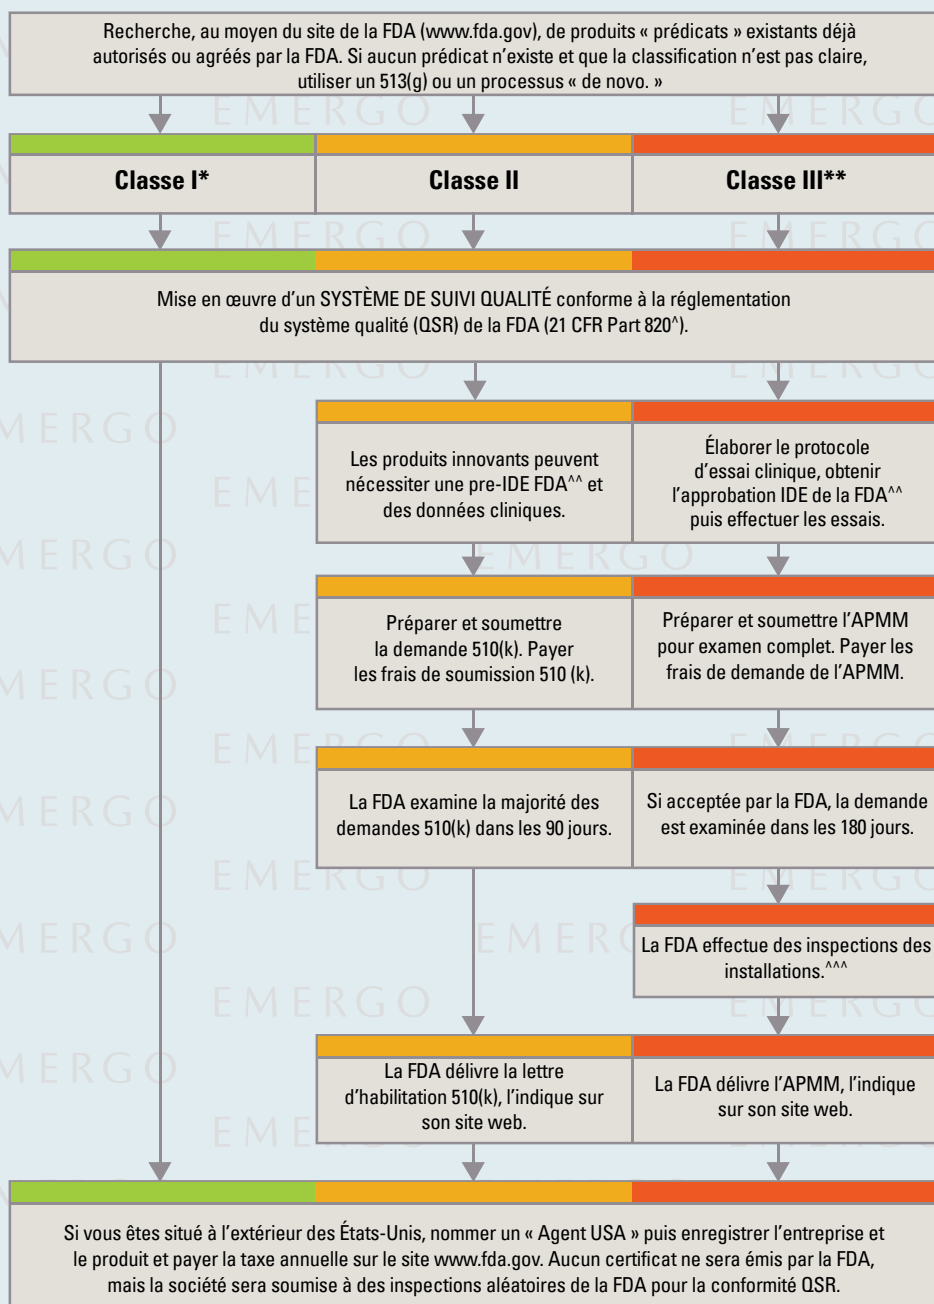 Recherche, au moyen du site de la FDA (www.fda.gov), de produits « prédicats » existants déjà
autorisés ou agréés par la FDA. Si aucun prédicat n’existe et que la classification n’est pas claire,
utiliser un 513(g) ou un processus « de novo. »
Classe I*
Classe II
Classe III**
Mise en œuvre d’un SYSTÈME DE SUIVI QUALITÉ conforme à la réglementation
du système qualité (QSR) de la FDA (21 CFR Part 820^).
Les produits innovants peuvent
nécessiter une pre-IDE FDA^^ et
des données cliniques.
Élaborer le protocole
d’essai clinique, obtenir
l’approbation IDE de la FDA^^
puis effectuer les essais.
Préparer et soumettre
la demande 510(k). Payer
les frais de soumission 510 (k).
Préparer et soumettre l’APMM
pour examen complet. Payer les
frais de demande de l’APMM.
La FDA examine la majorité des
demandes 510(k) dans les 90 jours.
Si acceptée par la FDA, la demande
est examinée dans les 180 jours.
La FDA effectue des inspections des
installations.^^^
La FDA délivre la lettre
d’habilitation 510(k), l’indique sur
son site web.
La FDA délivre l’APMM, l’indique
sur son site web.
Si vous êtes situé à l’extérieur des États-Unis, nommer un « Agent USA » puis enregistrer l’entreprise et
le produit et payer la taxe annuelle sur le site www.fda.gov. Aucun certificat ne sera émis par la FDA,
mais la société sera soumise à des inspections aléatoires de la FDA pour la conformité QSR.
EMERGO